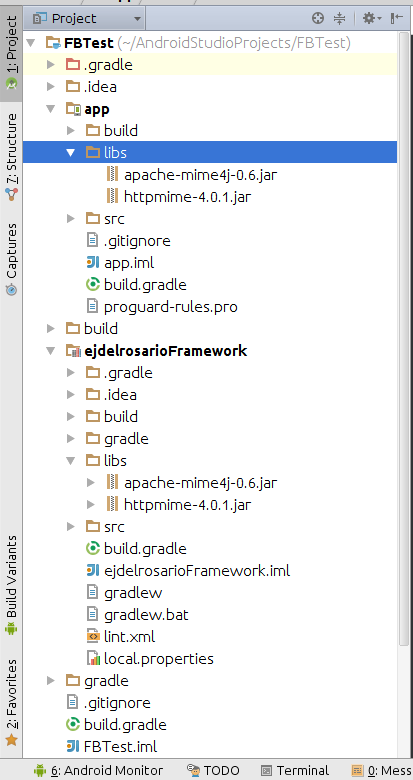 Project
FBTest (~/AndroidStudioProjects/FBTest)
.gradle
.idea
app
build
libs
apache-mime4j-0.6.jar
httpmime-4.0.1.jar
src
.gitignore
app.iml
build.gradle
proguard-rules.pro
build
ejdelrosarioFramework
.gradle
.idea
build
gradle
libs
apache-mime4j-0.6.jar
httpmime-4.0.1.jar
src
build.gradle
ejdelrosarioFramework.iml
gradlew
gradlew.bat
lint.xml
local.properties
gradle
.gitignore
build.gradle
FBTest.iml
1: Project
7: Structure
Captures
Build Variants
2: Favorites
6: Android Monitor TODO Terminal 0: Mess